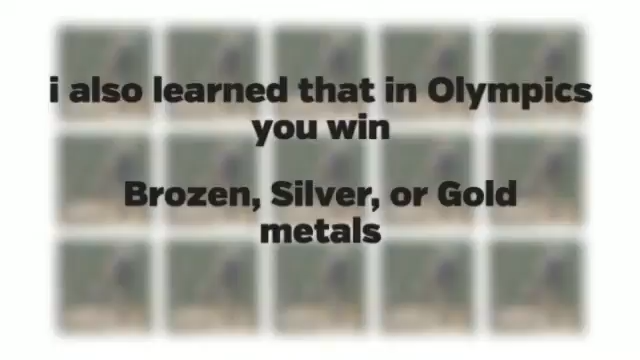 i also learned that in Olympics
you win
Brozen, Silver, or Gold
metals